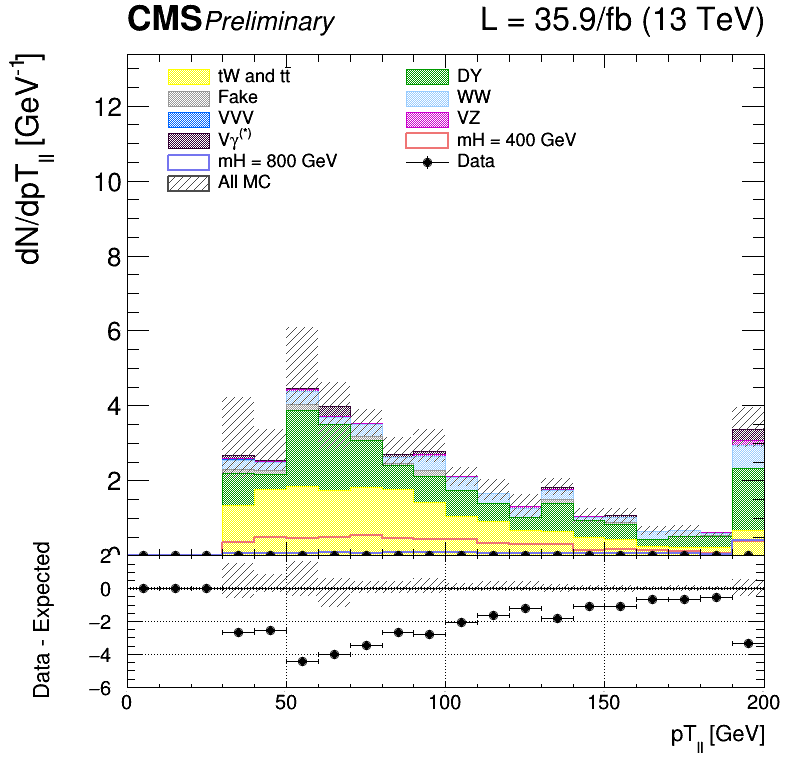 CMS Preliminary L = 35.9/fb (13 TeV)
dN/dpT_|| [GeV^-1]
tW and tt DY
Fake WW
VVV VZ
Vγ^(*) mH = 400 GeV
mH = 800 GeV Data
All MC
12
10
8
6
4
2
Data - Expected
2
0
−2
−4
−6
0 50 100 150 200
pT_|| [GeV]